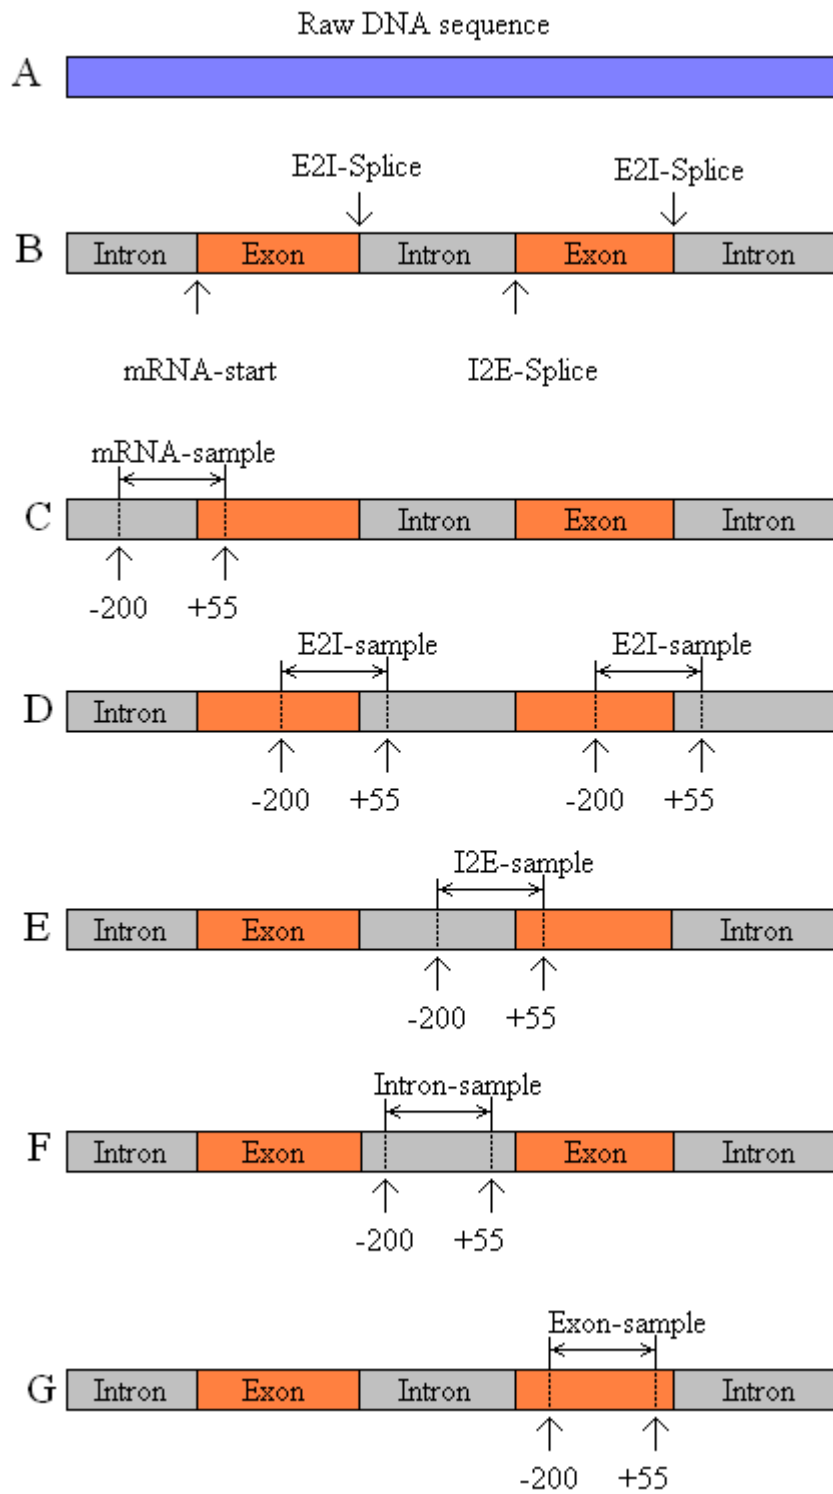 Raw DNA sequence
A
E2I-Splice E2I-Splice
B Intron Exon Intron Exon Intron
mRNA-start I2E-Splice
mRNA-sample
C Intron Exon Intron
-200 +55
E2I-sample E2I-sample
D Intron
-200 +55 -200 +55
I2E-sample
E Intron Exon Intron
-200 +55
Intron-sample
F Intron Exon Exon Intron
-200 +55
Exon-sample
G Intron Exon Intron Intron
-200 +55